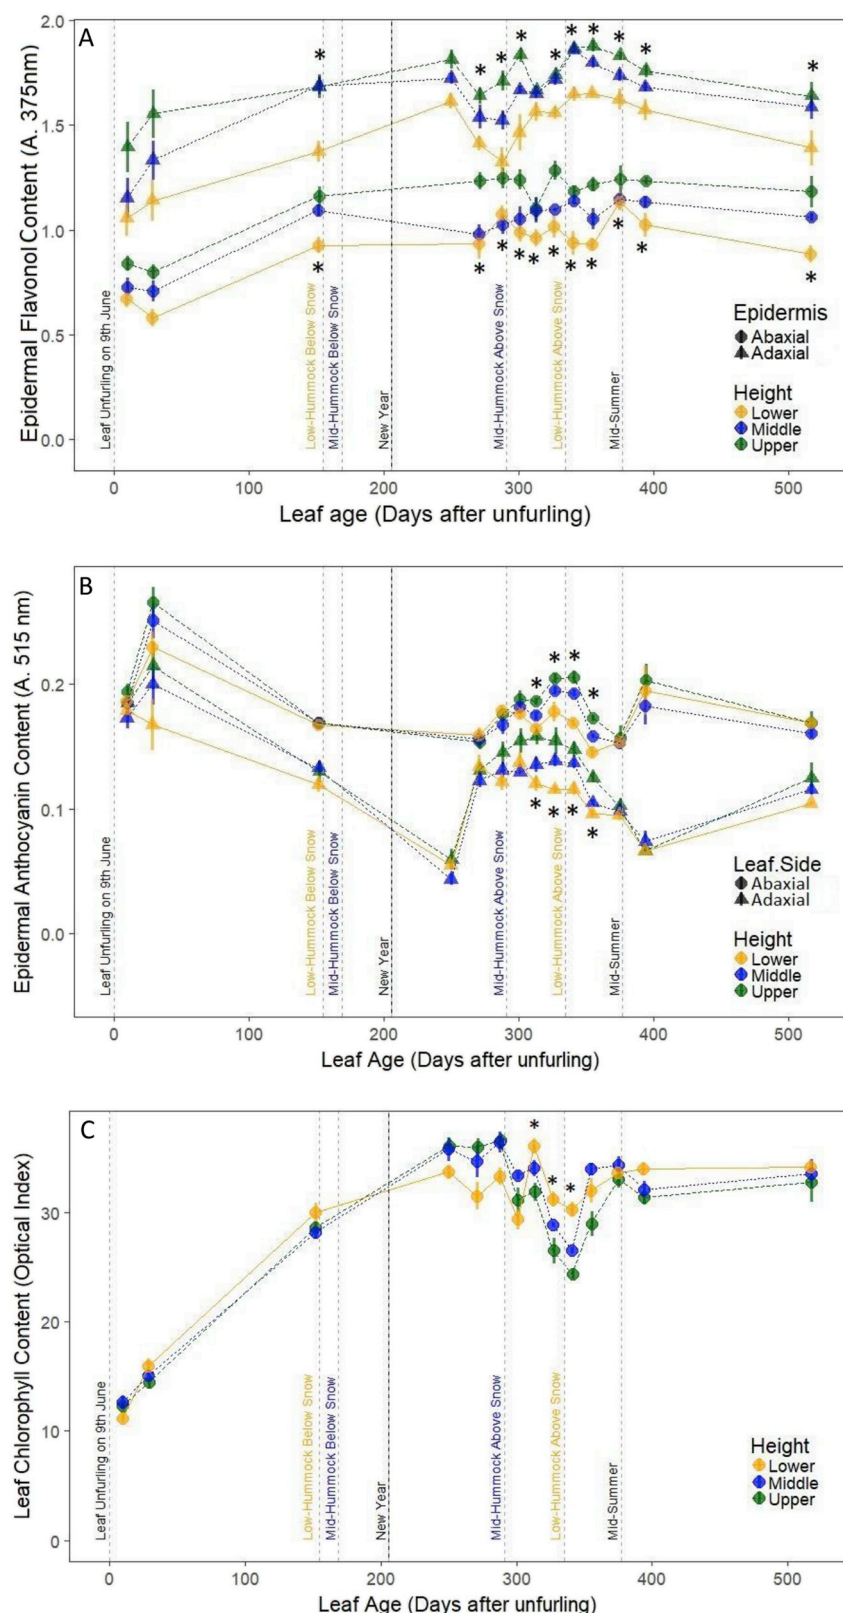 A
Epidermal Flavonol Content (A. 375nm)
2.0
1.5
1.0
0.5
0.0
* * * * * * * * * *
* * * * * * * * * *
Leaf Unfurling on 9th June
Low-Hummock Below Snow
Mid-Hummock Below Snow
New Year
Mid-Hummock Above Snow
Low-Hummock Above Snow
Mid-Summer
Epidermis
Abaxial
Adaxial
Height
Lower
Middle
Upper
0 100 200 300 400 500
Leaf age (Days after unfurling)
B
Epidermal Anthocyanin Content (A. 515 nm)
0.2
0.1
0.0
* * * *
* * * *
Leaf Unfurling on 9th June
Low-Hummock Below Snow
Mid-Hummock Below Snow
New Year
Mid-Hummock Above Snow
Low-Hummock Above Snow
Mid-Summer
Leaf.Side
Abaxial
Adaxial
Height
Lower
Middle
Upper
0 100 200 300 400 500
Leaf Age (Days after unfurling)
C
Leaf Chlorophyll Content (Optical Index)
30
20
10
0
* * *
Leaf Unfurling on 9th June
Low-Hummock Below Snow
Mid-Hummock Below Snow
New Year
Mid-Hummock Above Snow
Low-Hummock Above Snow
Mid-Summer
Height
Lower
Middle
Upper
0 100 200 300 400 500
Leaf Age (Days after unfurling)